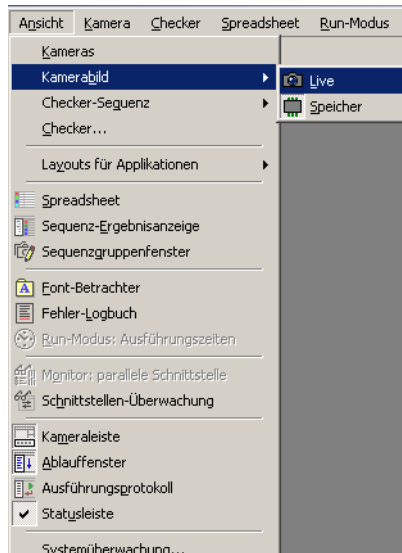 Ansicht Kamera Checker Spreadsheet Run-Modus
Kameras
Kamerabild
Live
Checker-Sequenz
Speicher
Checker...
Layouts für Applikationen
Spreadsheet
Sequenz-Ergebnisanzeige
Sequenzgruppenfenster
Font-Betrachter
Fehler-Logbuch
Run-Modus: Ausführungszeiten
Monitor: parallele Schnittstelle
Schnittstellen-Überwachung
Kameraleiste
Ablauffenster
Ausführungsprotokoll
Statusleiste
Systemüberwachung...